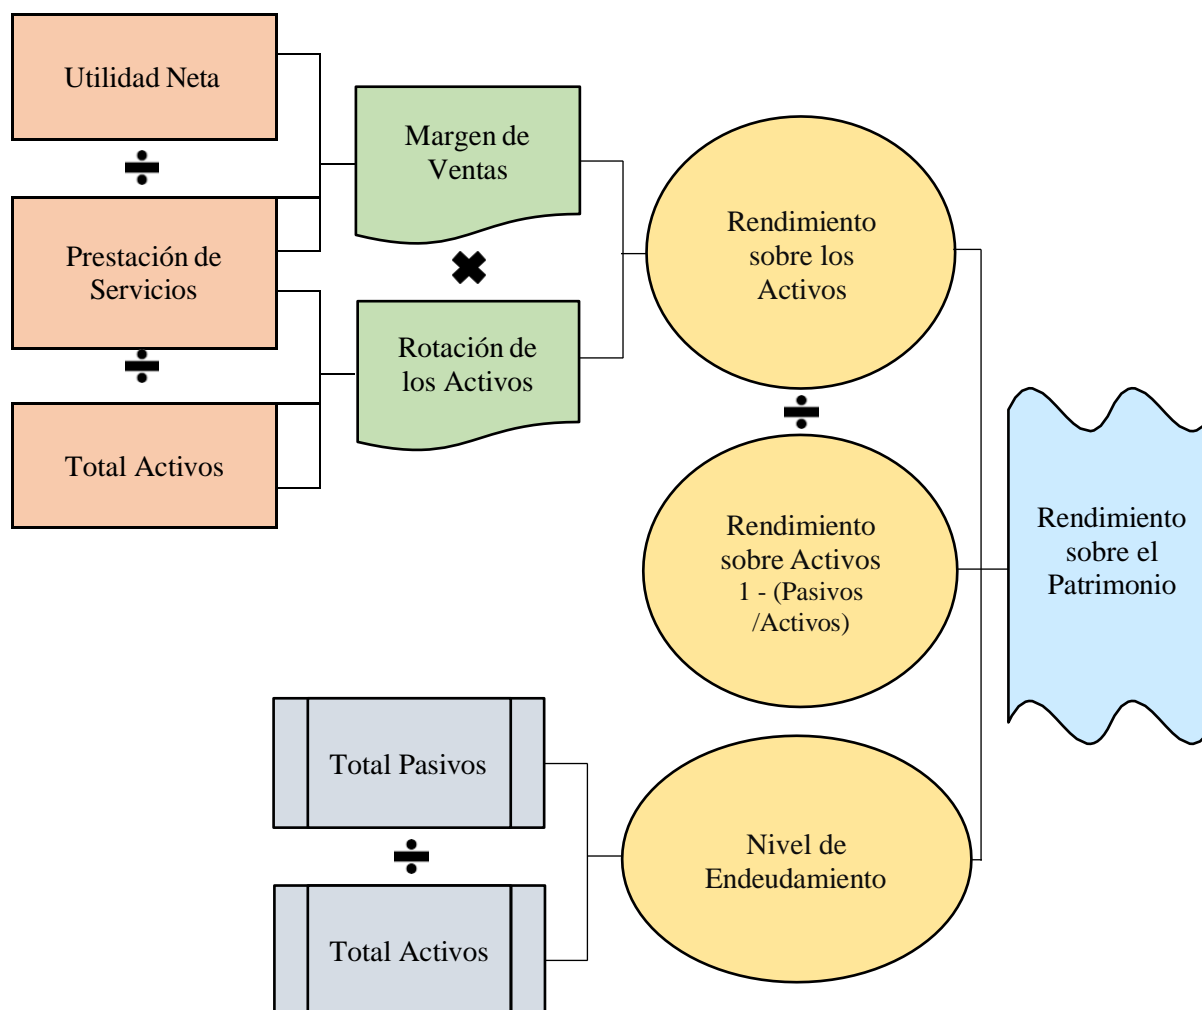 Utilidad Neta
Prestación de
Servicios
Total Activos
Margen de
Ventas
Rotación de
los Activos
Rendimiento
sobre los
Activos
Rendimiento
sobre Activos
1 - (Pasivos
/Activos)
Rendimiento
sobre el
Patrimonio
Total Pasivos
Total Activos
Nivel de
Endeudamiento